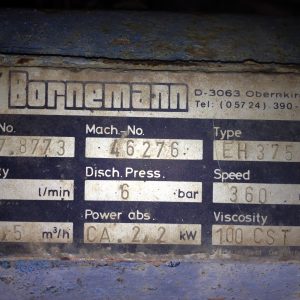 Bornemann D-3063 Obernkir
Tel: (05724) 390
No. Mach.-No. Type
7.8773 46276 EH 375
Disch. Press. Speed
l/min 6 bar 360
Power abs. Viscosity
5 m³/h CA. 2.2 kW 100 CST